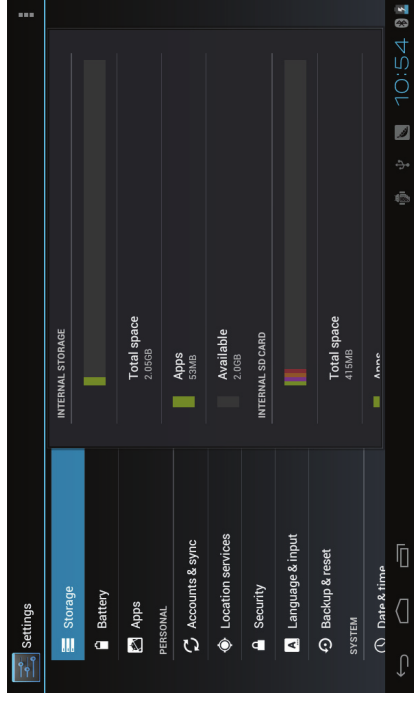 Settings
Storage
Battery
Apps
PERSONAL
Accounts & sync
Location services
Security
Language & input
Backup & reset
SYSTEM
Date & time
INTERNAL STORAGE
Total space
2.05GB
Apps
53MB
Available
2.0GB
INTERNAL SD CARD
Total space
415MB
Apps
10:54